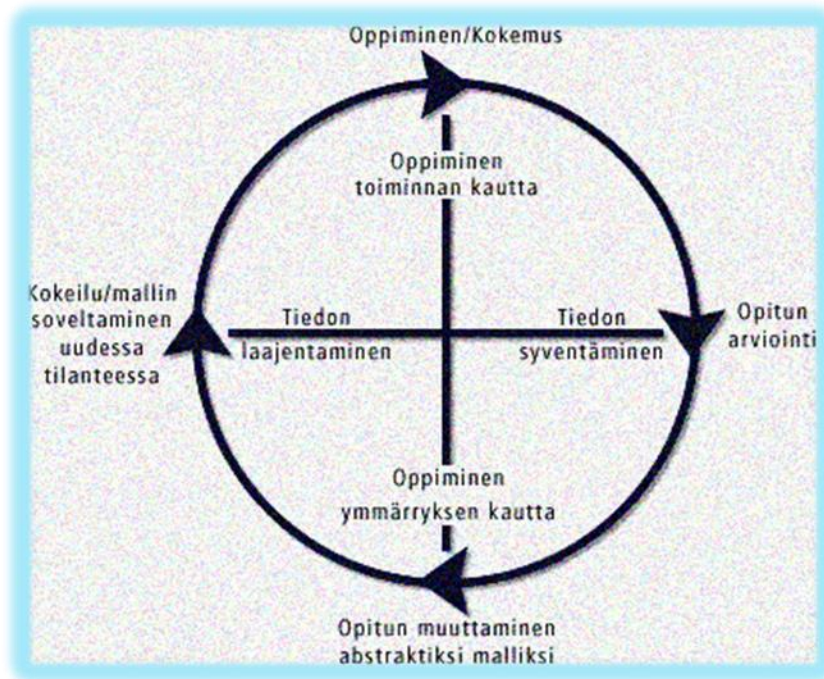 Oppiminen/Kokemus
Oppiminen
toiminnan kautta
Kokeilu/mallin
soveltaminen
uudessa
tilanteessa
Tiedon
laajentaminen
Tiedon
syventäminen
Opitun
arviointi
Oppiminen
ymmärryksen kautta
Opitun muuttaminen
abstraktiksi malliksi